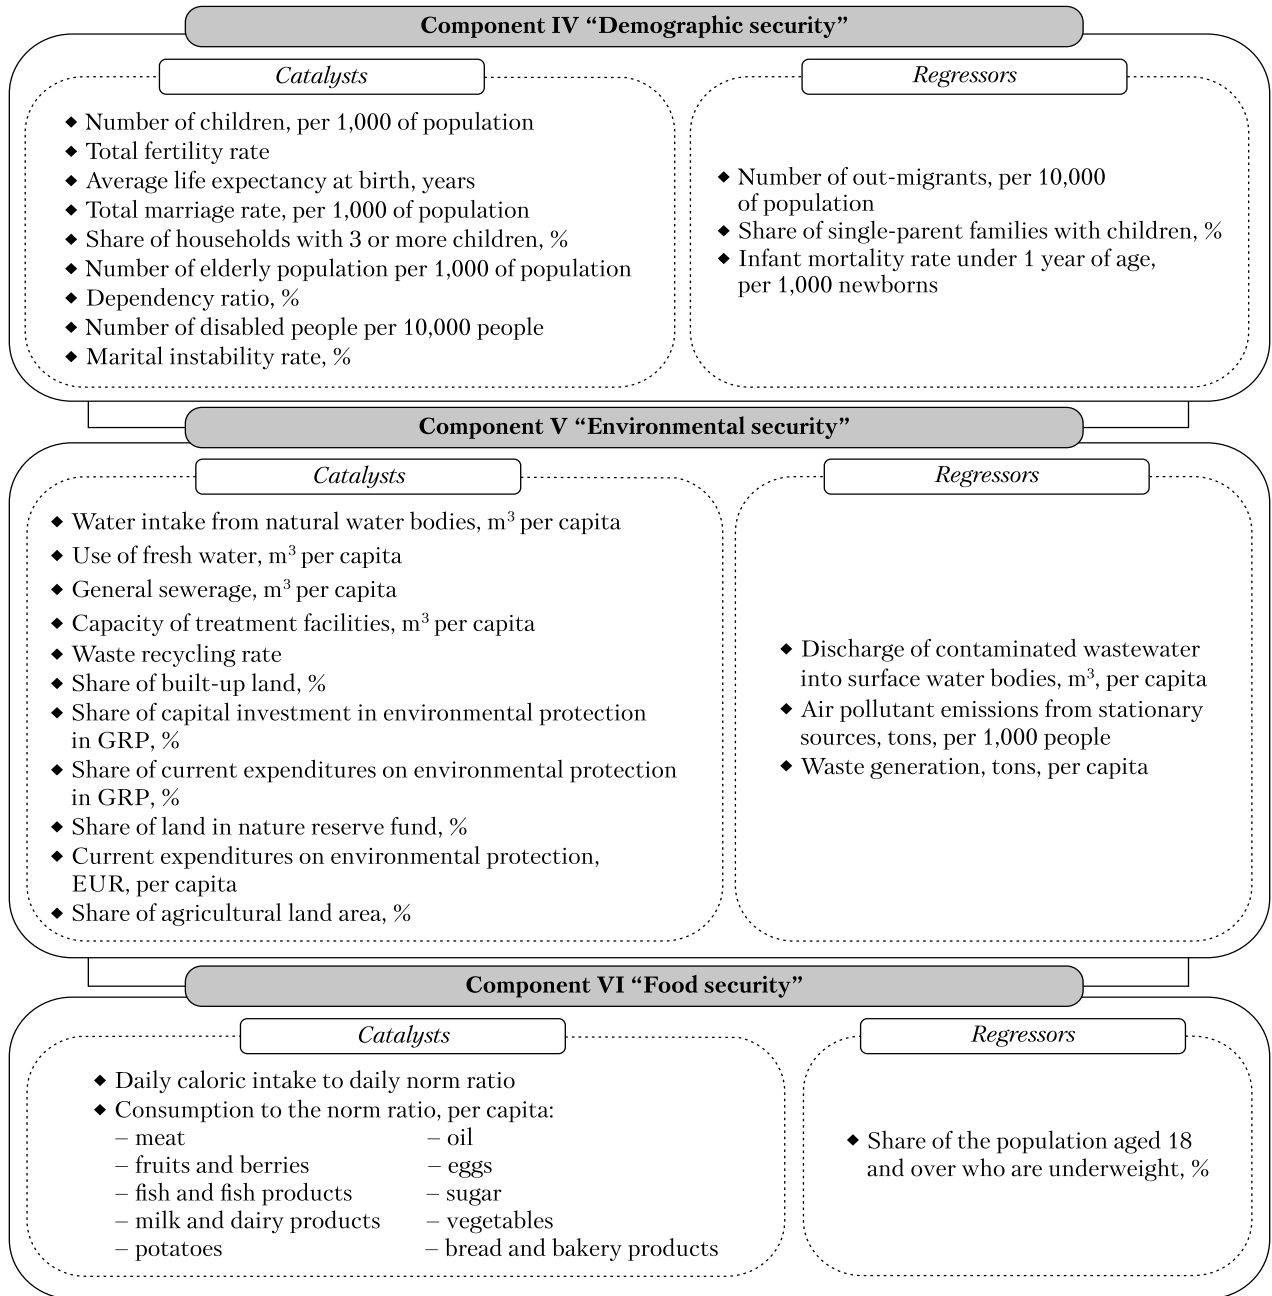 Component IV “Demographic security”
Catalysts
◆ Number of children, per 1,000 of population
◆ Total fertility rate
◆ Average life expectancy at birth, years
◆ Total marriage rate, per 1,000 of population
◆ Share of households with 3 or more children, %
◆ Number of elderly population per 1,000 of population
◆ Dependency ratio, %
◆ Number of disabled people per 10,000 people
◆ Marital instability rate, %
Regressors
◆ Number of out-migrants, per 10,000
of population
◆ Share of single-parent families with children, %
◆ Infant mortality rate under 1 year of age,
per 1,000 newborns
Component V “Environmental security”
Catalysts
◆ Water intake from natural water bodies, m³ per capita
◆ Use of fresh water, m³ per capita
◆ General sewerage, m³ per capita
◆ Capacity of treatment facilities, m³ per capita
◆ Waste recycling rate
◆ Share of built-up land, %
◆ Share of capital investment in environmental protection
in GRP, %
◆ Share of current expenditures on environmental protection
in GRP, %
◆ Share of land in nature reserve fund, %
◆ Current expenditures on environmental protection,
EUR, per capita
◆ Share of agricultural land area, %
Regressors
◆ Discharge of contaminated wastewater
into surface water bodies, m³, per capita
◆ Air pollutant emissions from stationary
sources, tons, per 1,000 people
◆ Waste generation, tons, per capita
Component VI “Food security”
Catalysts
◆ Daily caloric intake to daily norm ratio
◆ Consumption to the norm ratio, per capita:
– meat
– fruits and berries
– fish and fish products
– milk and dairy products
– potatoes
– oil
– eggs
– sugar
– vegetables
– bread and bakery products
Regressors
◆ Share of the population aged 18
and over who are underweight, %